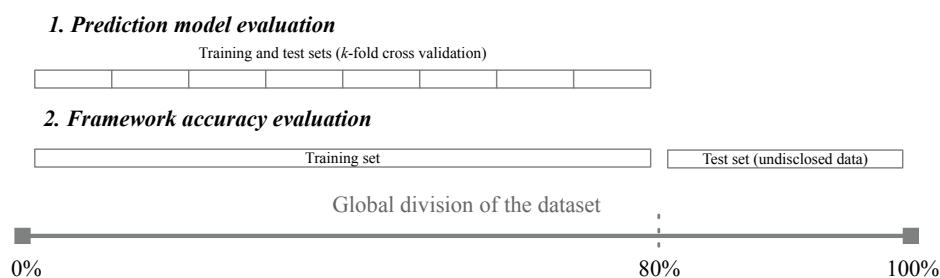 1. Prediction model evaluation
Training and test sets (k-fold cross validation)
2. Framework accuracy evaluation
Training set
Test set (undisclosed data)
Global division of the dataset
0%
80%
100%